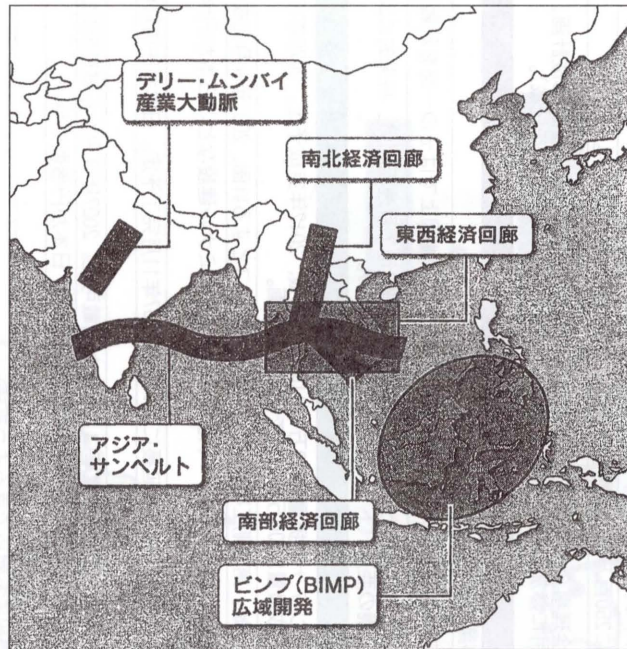 デリー・ムンバイ
産業大動脈
南北経済回廊
東西経済回廊
アジア・
サンベルト
南部経済回廊
ビンプ(BIMP)
広域開発